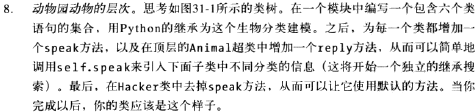 8. 动物园动物的层次。思考如图31-1所示的类树。在一个模块中编写一个包含六个类
语句的集合，用Python的继承为这个生物分类建模。之后，为每一个类都增加一
个speak方法，以及在顶层的Animal超类中增加一个reply方法，从而可以简单地
调用self.speak来引入下面子类中不同分类的信息（这将开始一个独立的继承搜
索）。最后，在Hacker类中去掉speak方法，从而可以让它使用默认的方法。当你
完成以后，你的类应该是这个样子。